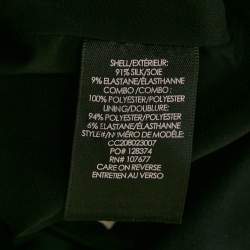 SHELL/EXTÉRIEUR:
91% SILK/SOIE
9% ELASTANE/ÉLASTHANNE
COMBO /COMBO:
100% POLYESTER/POLYESTER
LINING/DOUBLURE:
94% POLYESTER/POLYESTER
6% ELASTANE/ÉLASTHANNE
STYLE#/NUMÉRO DE MODÈLE:
CC208023007
PO# 128374
RN# 107677
CARE ON REVERSE
ENTRETIEN AU VERSO